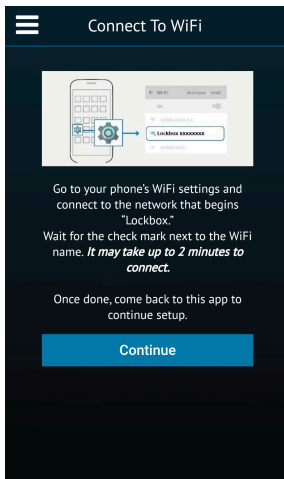 Connect To WiFi
Lockbox xxxxxxxx
Go to your phone's WiFi settings and
connect to the network that begins
“Lockbox.”
Wait for the check mark next to the WiFi
name. It may take up to 2 minutes to
connect.
Once done, come back to this app to
continue setup.
Continue